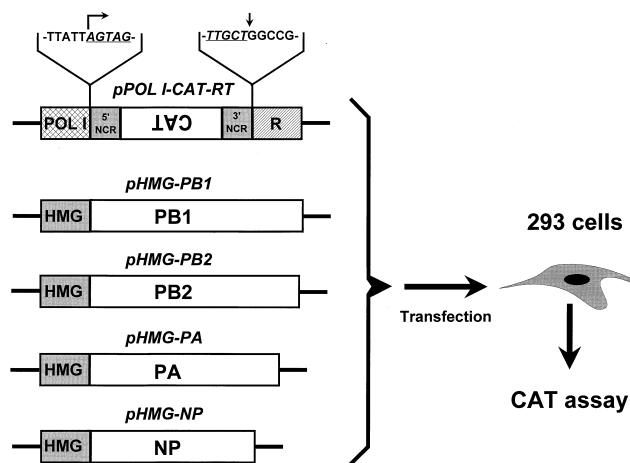 -TTATTAGTAG-
-TTGCTGGCCG-
pPOL I-CAT-RT
POL I
5'
NCR
CAT
3'
NCR
R
pHMG-PB1
HMG
PB1
pHMG-PB2
HMG
PB2
pHMG-PA
HMG
PA
pHMG-NP
HMG
NP
Transfection
293 cells
CAT assay